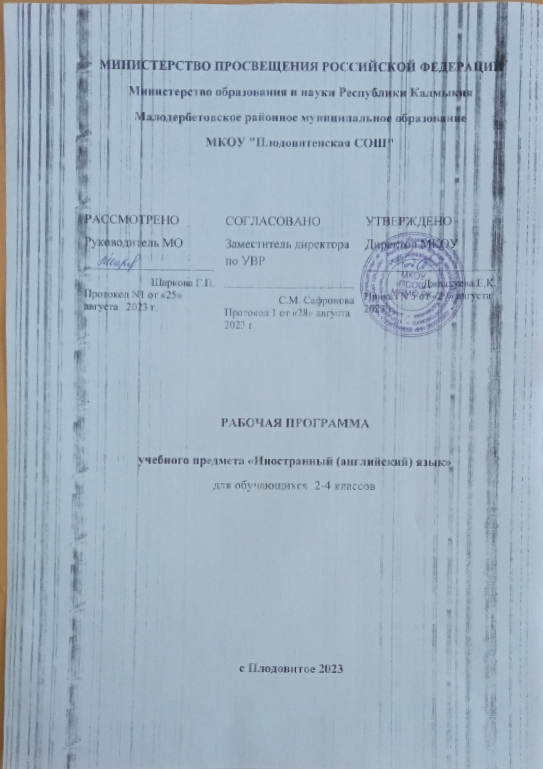 МИНИСТЕРСТВО ПРОСВЕЩЕНИЯ РОССИЙСКОЙ ФЕДЕРАЦИИ
Министерство образования и науки Республики Калмыкия
Малодербетовское районное муниципальное образование
МКОУ "Плодовитенская СОШ"
РАССМОТРЕНО
Руководитель МО
Шаркова Г.П.
Протокол №1 от «25»
августа 2023 г.
СОГЛАСОВАНО
Заместитель директора
по УВР
С.М. Сафронова
Протокол 1 от «28» августа
2023 г.
УТВЕРЖДЕНО
Директор МКОУ
Е.К.
августа
2023
РАБОЧАЯ ПРОГРАММА
учебного предмета «Иностранный (английский) язык»
для обучающихся 2-4 классов
с Плодовитое 2023